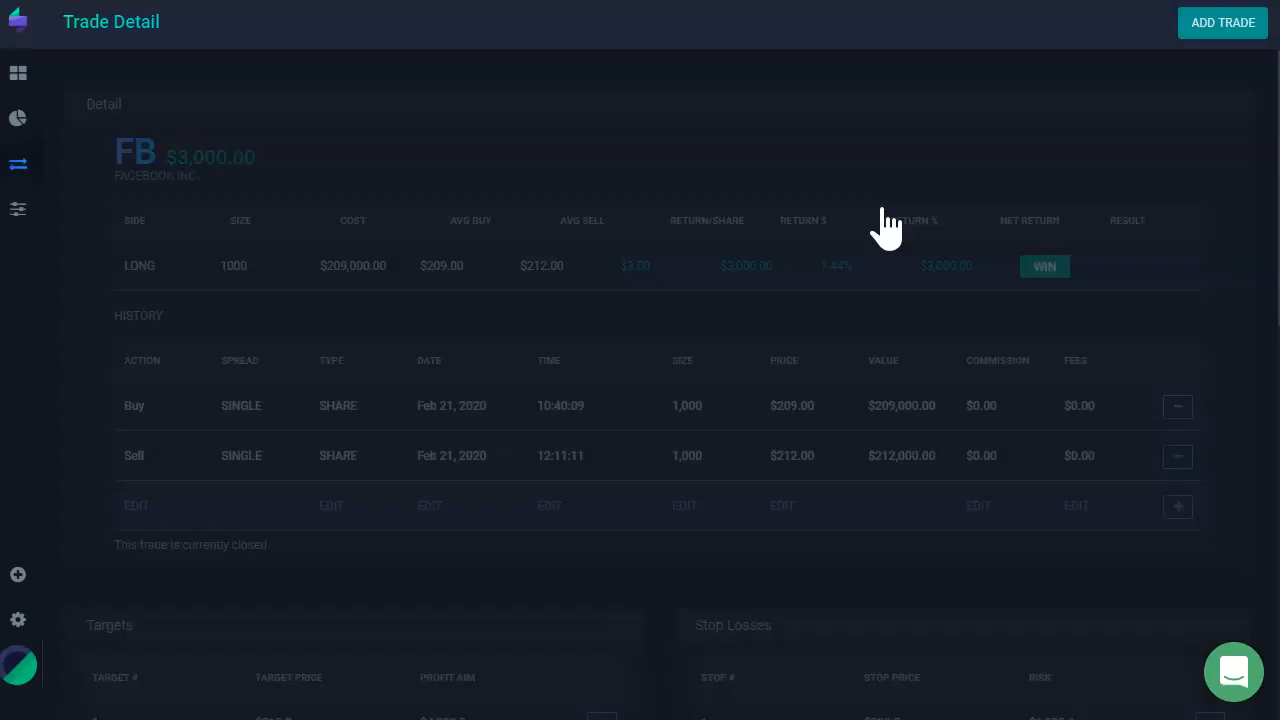 Trade Detail
ADD TRADE
Detail
FB $3,000.00
FACEBOOK INC.
SIDE SIZE COST AVG BUY AVG SELL RETURN/SHARE RETURN $ RETURN % NET RETURN RESULT
LONG 1000 $209,000.00 $209.00 $212.00 $3.00 $3,000.00 1.44% $3,000.00 WIN
HISTORY
ACTION SPREAD TYPE DATE TIME SIZE PRICE VALUE COMMISSION FEES
Buy SINGLE SHARE Feb 21, 2020 10:40:09 1,000 $209.00 $209,000.00 $0.00 $0.00
Sell SINGLE SHARE Feb 21, 2020 12:11:11 1,000 $212.00 $212,000.00 $0.00 $0.00
EDIT EDIT EDIT EDIT EDIT EDIT EDIT EDIT
This trade is currently closed.
Targets
Stop Losses
TARGET # TARGET PRICE PROFIT AIM
STOP # STOP PRICE RISK